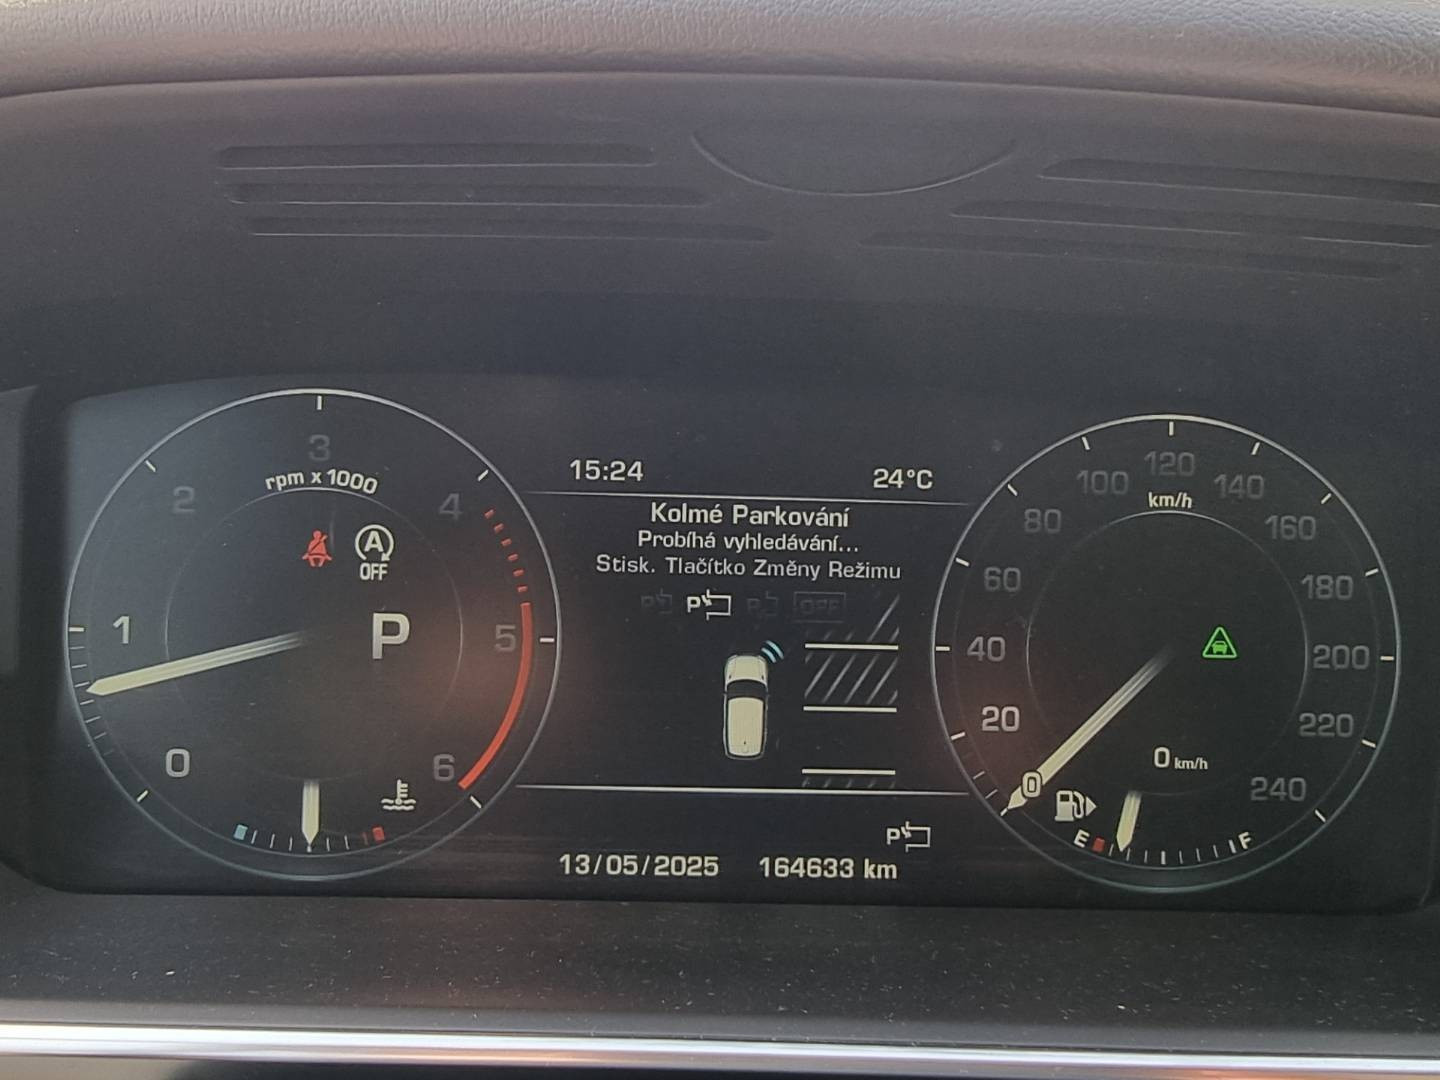 15:24 24°C
Kolmé Parkování
Probíhá vyhledávání...
Stisk. Tlačítko Změny Režimu
P P P OFF
13/05/2025 164633 km
P
rpm x 1000
0 1 2 3 4 5 6
A
OFF
P
km/h
0 20 40 60 80 100 120 140 160 180 200 220 240
0 km/h
E F